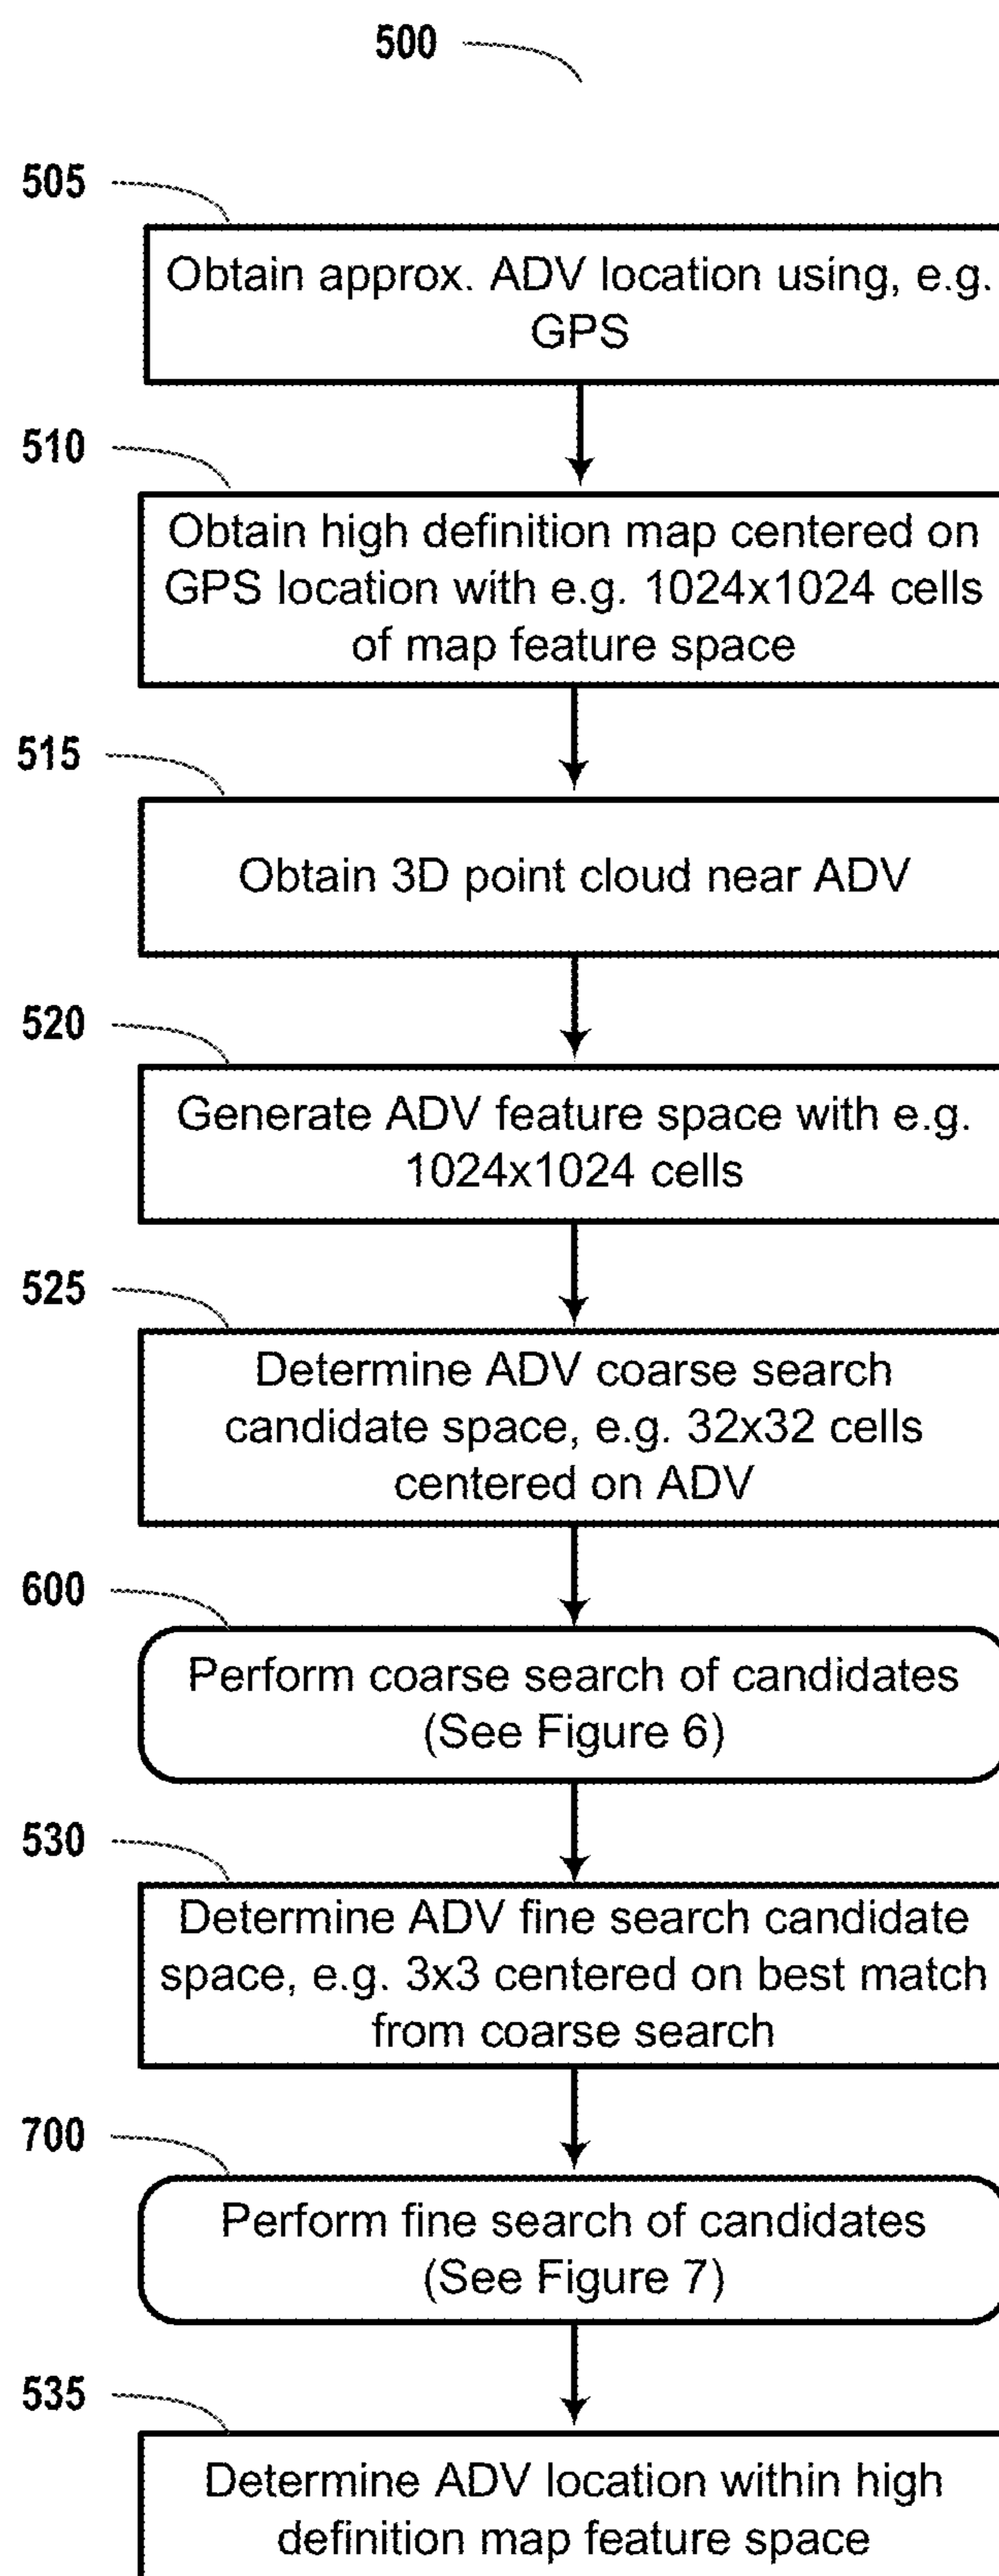 500
505
Obtain approx. ADV location using, e.g.
GPS
510
Obtain high definition map centered on
GPS location with e.g. 1024x1024 cells
of map feature space
515
Obtain 3D point cloud near ADV
520
Generate ADV feature space with e.g.
1024x1024 cells
525
Determine ADV coarse search
candidate space, e.g. 32x32 cells
centered on ADV
600
Perform coarse search of candidates
(See Figure 6)
530
Determine ADV fine search candidate
space, e.g. 3x3 centered on best match
from coarse search
700
Perform fine search of candidates
(See Figure 7)
535
Determine ADV location within high
definition map feature space